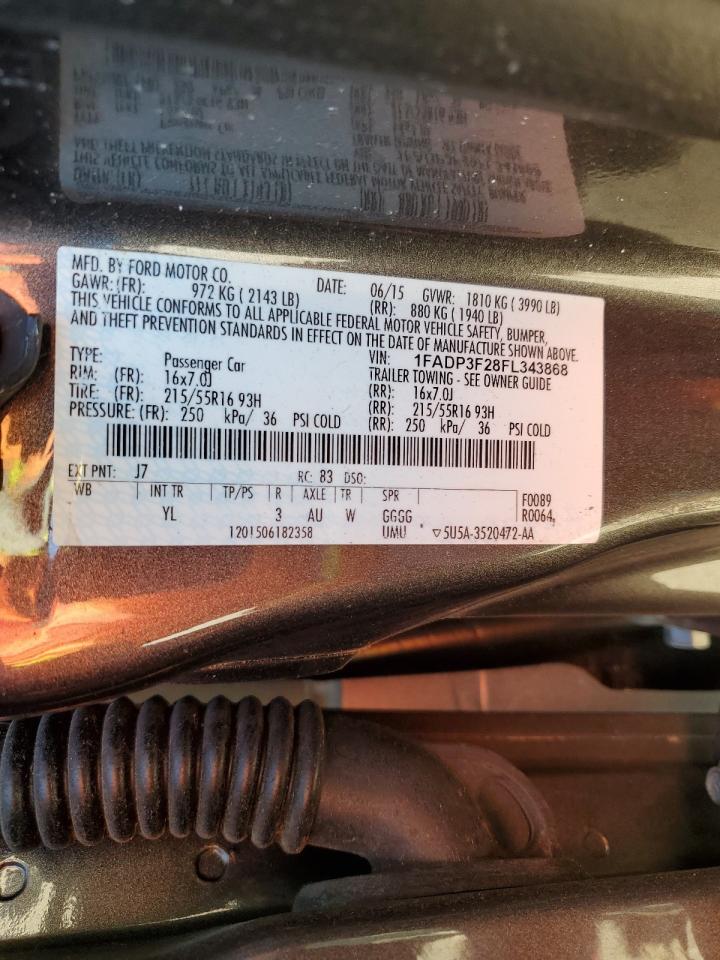 MFD. BY FORD MOTOR CO. DATE: 06/15 GVWR: 1810 KG ( 3990 LB)
GAWR: (FR): 972 KG ( 2143 LB) (RR): 880 KG ( 1940 LB)
THIS VEHICLE CONFORMS TO ALL APPLICABLE FEDERAL MOTOR VEHICLE SAFETY, BUMPER,
AND THEFT PREVENTION STANDARDS IN EFFECT ON THE DATE OF MANUFACTURE SHOWN ABOVE.
TYPE: Passenger Car VIN: 1FADP3F28FL343868
TRAILER TOWING - SEE OWNER GUIDE
RIM: (FR): 16x7.0J (RR): 16x7.0J
TIRE: (FR): 215/55R16 93H (RR): 215/55R16 93H
PRESSURE: (FR): 250 kPa/ 36 PSI COLD (RR): 250 kPa/ 36 PSI COLD
EXT PNT: J7 RC: 83 DSO:
WB INT TR TP/PS R AXLE TR SPR F0089
YL 3 AU W GGGG R0064
1201506182358 UMU ▽5U5A-3520472-AA